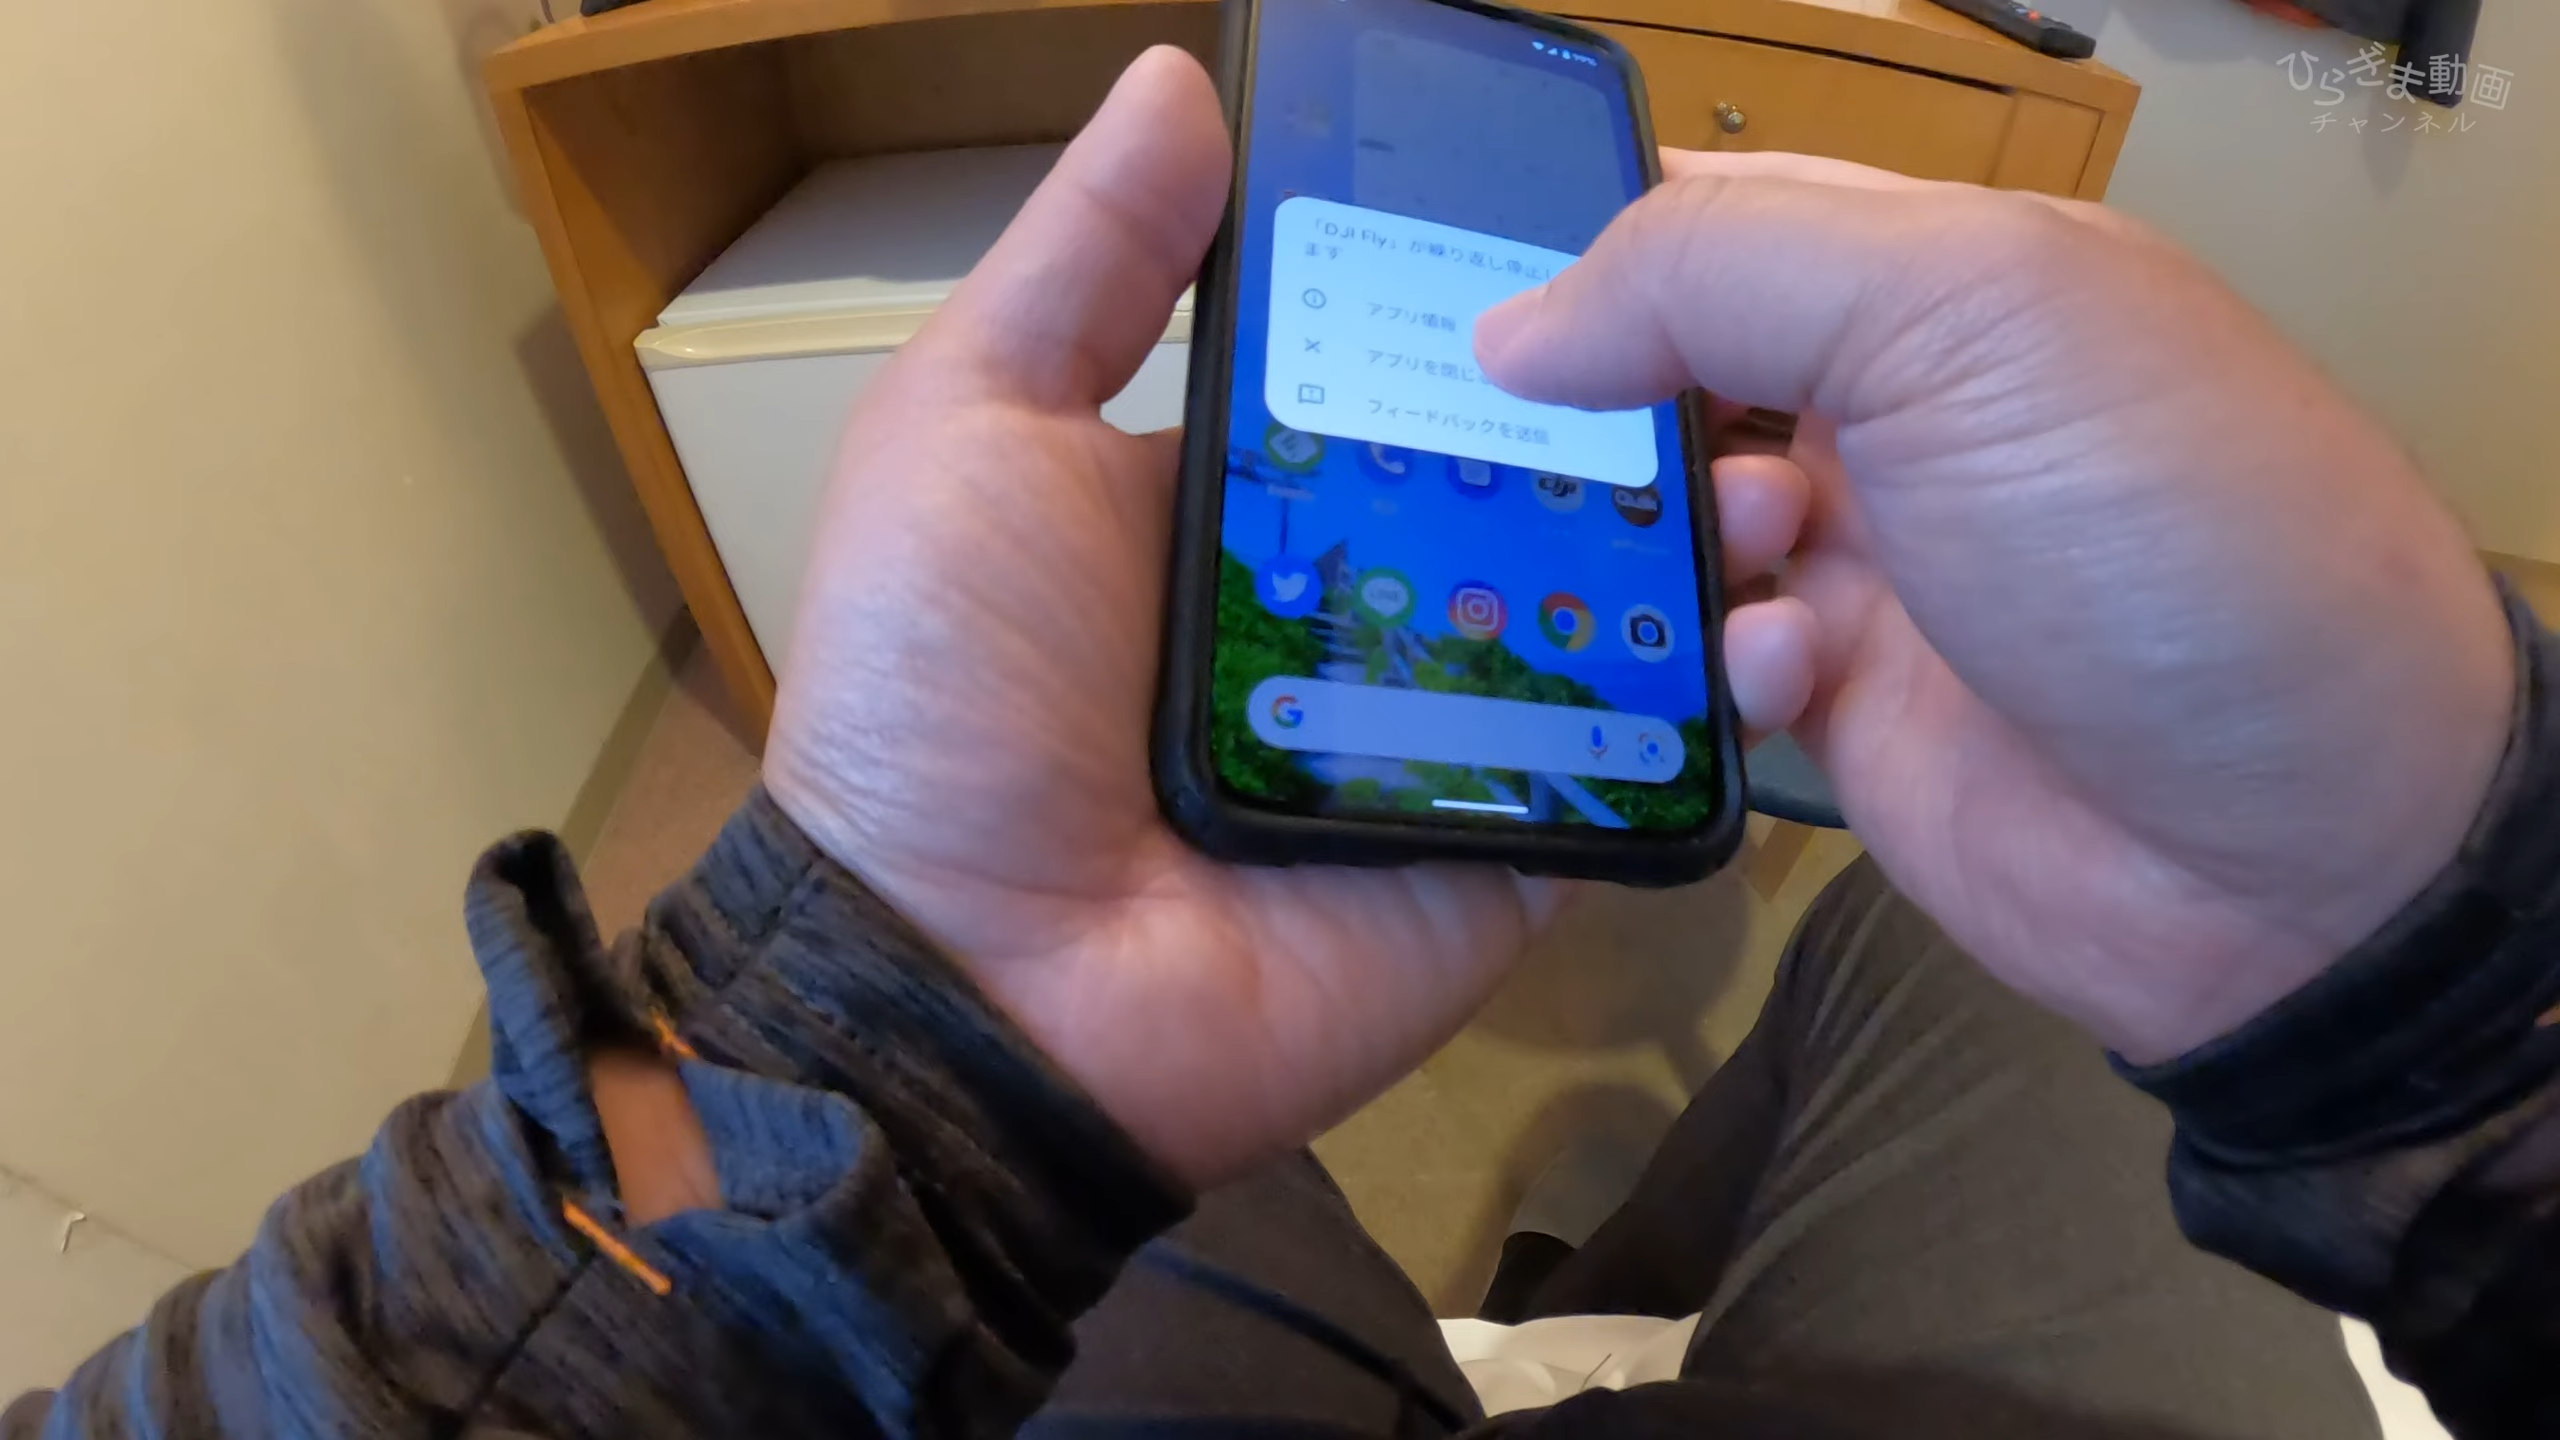 ひらぎま動画
チャンネル
「DJI Fly」が繰り返し停止し
ます
アプリ情報
アプリを閉じる
フィードバックを送信